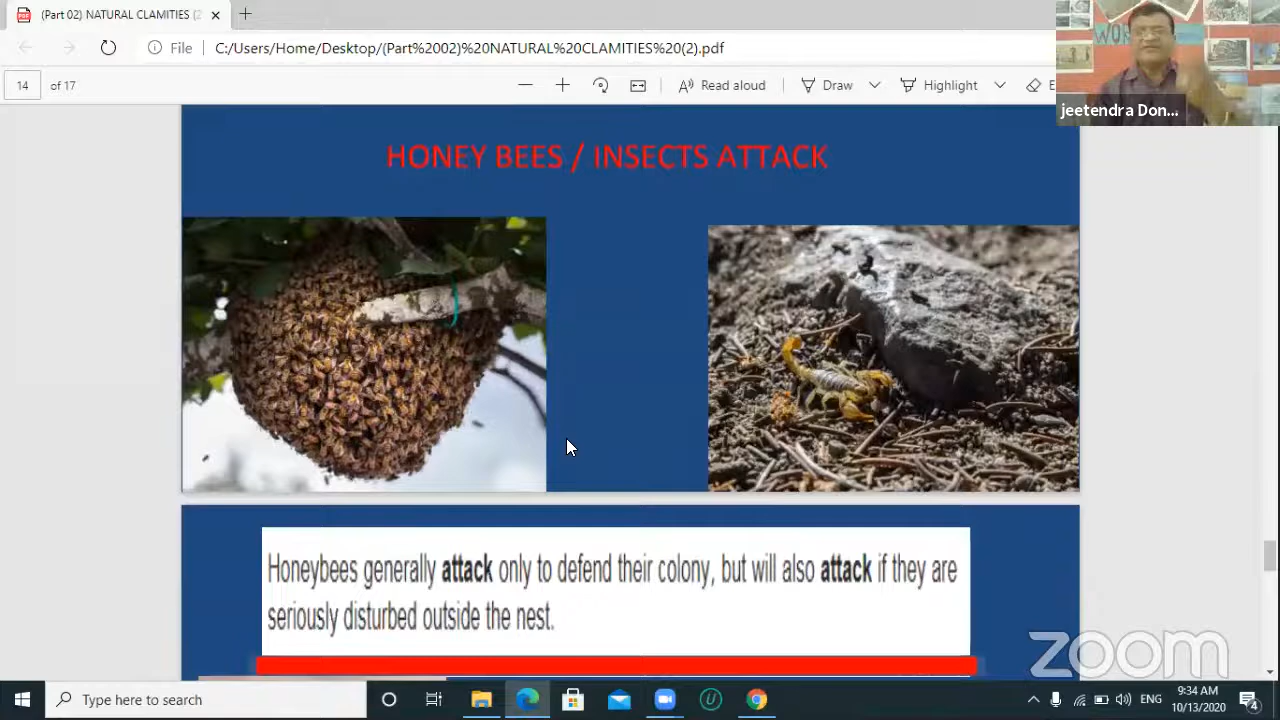 (Part 02) NATURAL CLAMITIES (2
File
C:/Users/Home/Desktop/(Part%2002)%20NATURAL%20CLAMITIES%20(2).pdf
14 of 17
Read aloud
Draw
Highlight
E
WOR
jeetendra Don...
HONEY BEES / INSECTS ATTACK
Honeybees generally attack only to defend their colony, but will also attack if they are
seriously disturbed outside the nest.
zoom
Type here to search
ENG
9:34 AM
10/13/2020
4